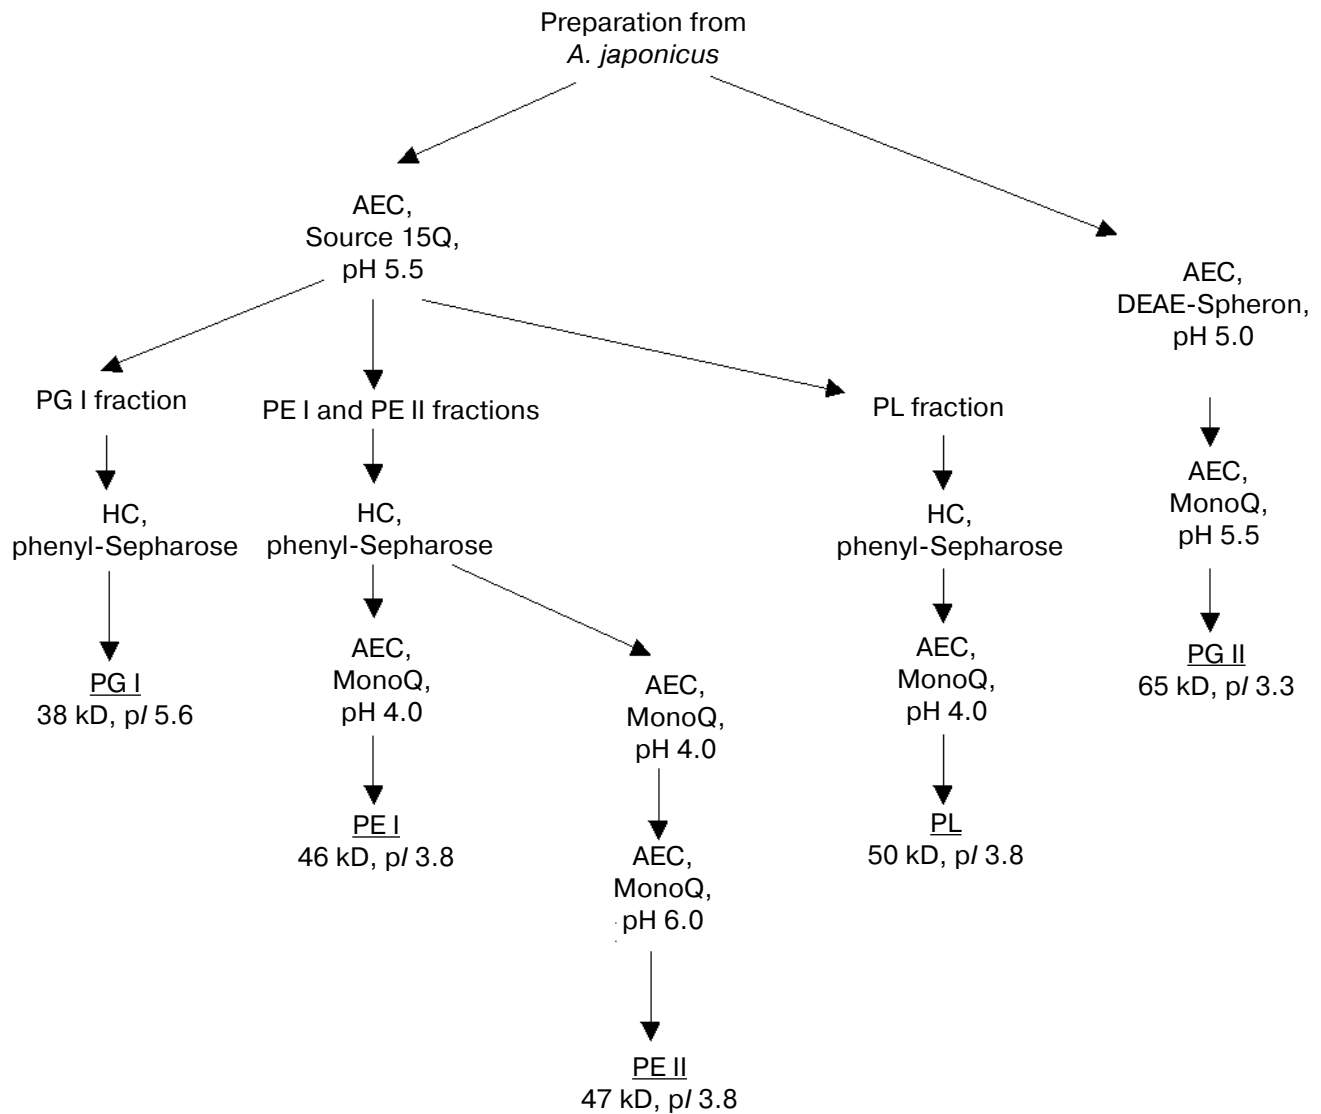 Preparation from
A. japonicus
AEC,
Source 15Q,
pH 5.5
AEC,
DEAE-Spheron,
pH 5.0
PG I fraction
PE I and PE II fractions
PL fraction
HC,
phenyl-Sepharose
HC,
phenyl-Sepharose
HC,
phenyl-Sepharose
AEC,
MonoQ,
pH 5.5
PG I
38 kD, pI 5.6
AEC,
MonoQ,
pH 4.0
AEC,
MonoQ,
pH 4.0
AEC,
MonoQ,
pH 4.0
PG II
65 kD, pI 3.3
PE I
46 kD, pI 3.8
AEC,
MonoQ,
pH 6.0
PL
50 kD, pI 3.8
PE II
47 kD, pI 3.8